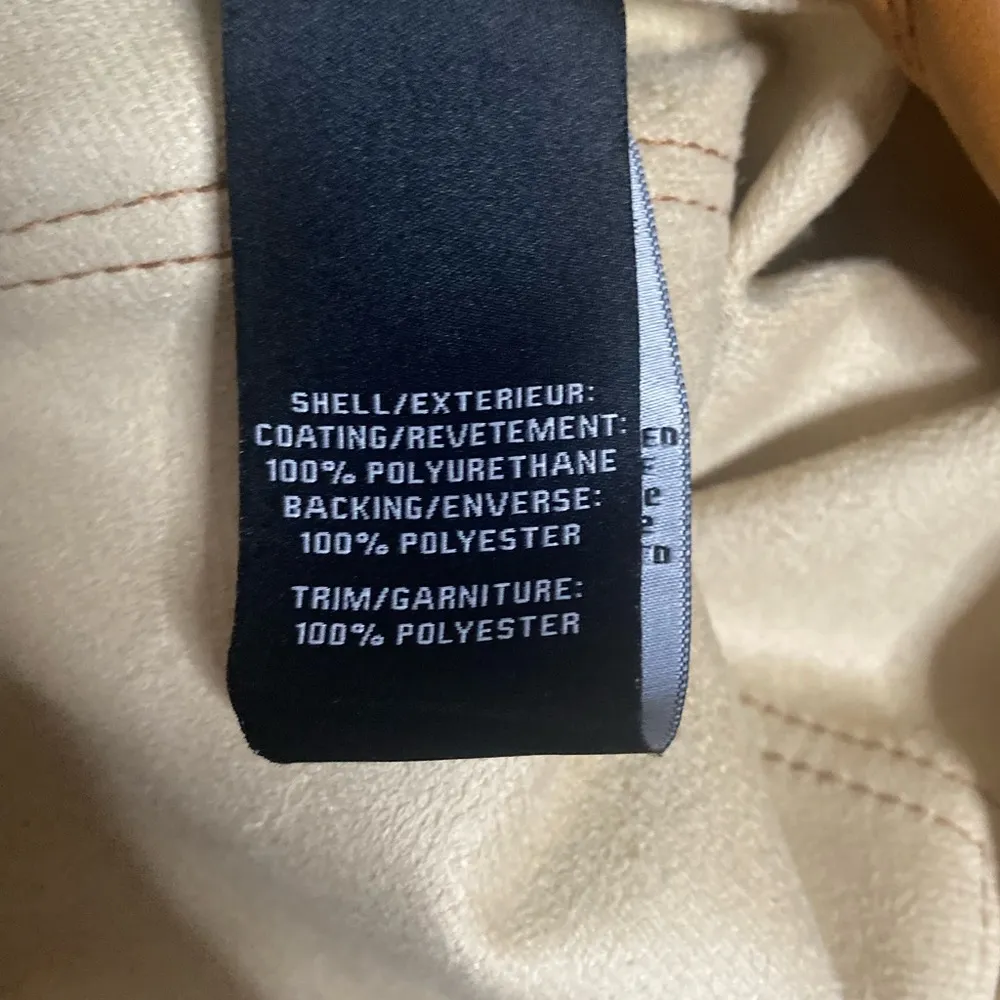 SHELL/EXTERIEUR:
COATING/REVETEMENT:
100% POLYURETHANE
BACKING/ENVERSE:
100% POLYESTER
TRIM/GARNITURE:
100% POLYESTER